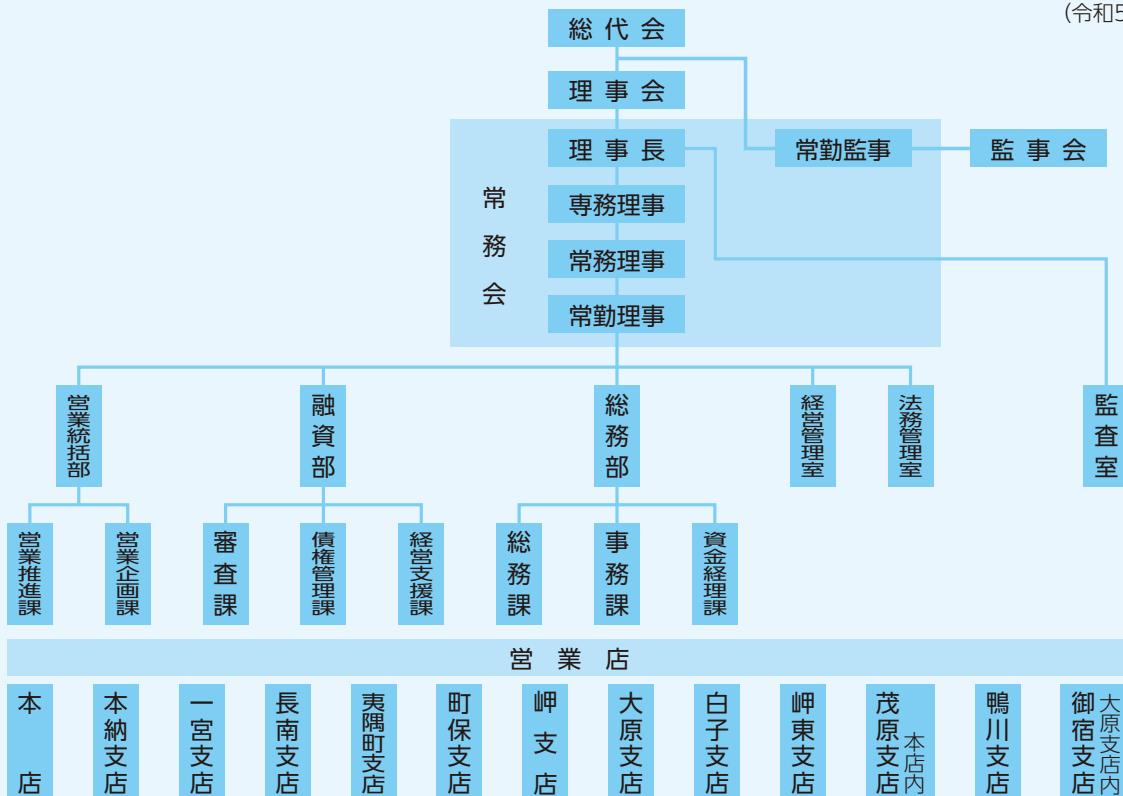 (令和5
総代会
理事会
理事長
常勤監事
監事会
常務会
専務理事
常務理事
常勤理事
営業統括部
融資部
総務部
経営管理室
法務管理室
監査室
営業推進課
営業企画課
審査課
債権管理課
経営支援課
総務課
事務課
資金経理課
営業店
本店
本納支店
一宮支店
長南支店
夷隅町支店
町保支店
岬支店
大原支店
白子支店
岬東支店
茂原支店
本店内
鴨川支店
御宿支店
大原支店内